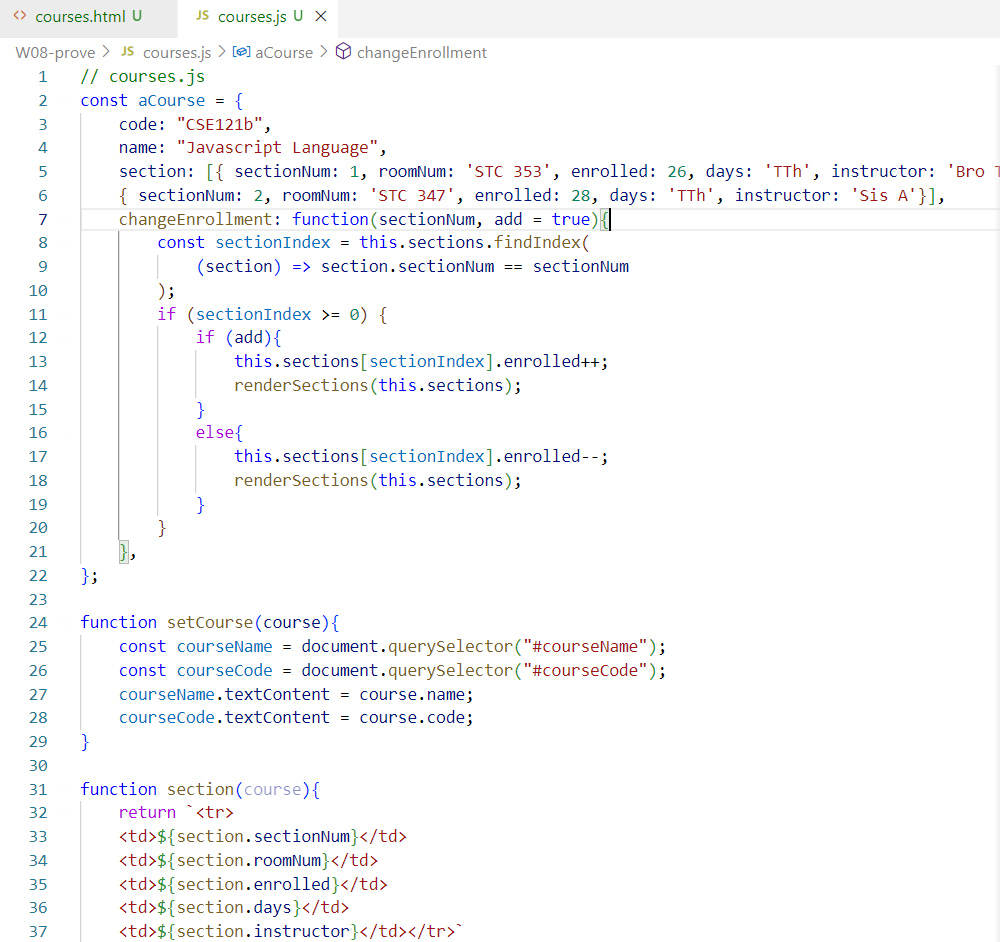 <> courses.html U JS courses.js U ×
W08-prove > JS courses.js > aCourse > changeEnrollment
1 // courses.js
2 const aCourse = {
3     code: "CSE121b",
4     name: "Javascript Language",
5     section: [{ sectionNum: 1, roomNum: 'STC 353', enrolled: 26, days: 'TTh', instructor: 'Bro T
6     { sectionNum: 2, roomNum: 'STC 347', enrolled: 28, days: 'TTh', instructor: 'Sis A'}],
7     changeEnrollment: function(sectionNum, add = true){
8         const sectionIndex = this.sections.findIndex(
9             (section) => section.sectionNum == sectionNum
10         );
11         if (sectionIndex >= 0) {
12             if (add){
13                 this.sections[sectionIndex].enrolled++;
14                 renderSections(this.sections);
15             }
16             else{
17                 this.sections[sectionIndex].enrolled--;
18                 renderSections(this.sections);
19             }
20         }
21     },
22 };
23
24 function setCourse(course){
25     const courseName = document.querySelector("#courseName");
26     const courseCode = document.querySelector("#courseCode");
27     courseName.textContent = course.name;
28     courseCode.textContent = course.code;
29 }
30
31 function section(course){
32     return `<tr>
33     <td>${section.sectionNum}</td>
34     <td>${section.roomNum}</td>
35     <td>${section.enrolled}</td>
36     <td>${section.days}</td>
37     <td>${section.instructor}</td></tr>`